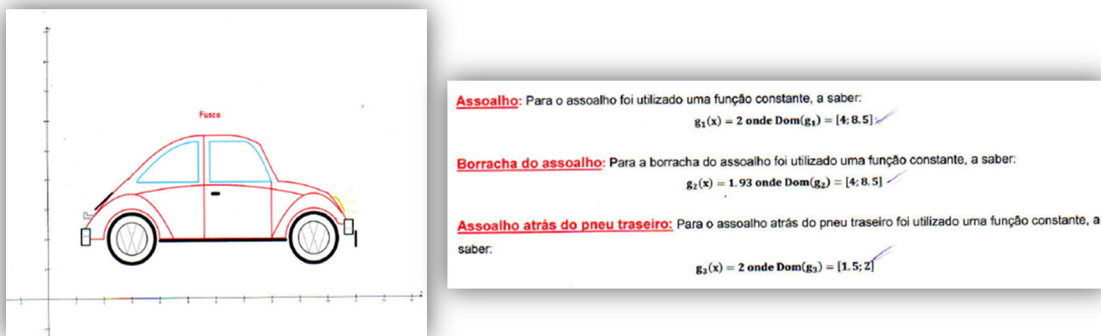 Fusca
Assoalho: Para o assoalho foi utilizado uma função constante, a saber:
g₁(x) = 2 onde Dom(g₁) = [4; 8.5]
Borracha do assoalho: Para a borracha do assoalho foi utilizado uma função constante, a saber:
g₂(x) = 1.93 onde Dom(g₂) = [4; 8.5]
Assoalho atrás do pneu traseiro: Para o assoalho atrás do pneu traseiro foi utilizado uma função constante, a
saber:
g₃(x) = 2 onde Dom(g₃) = [1.5; 2]